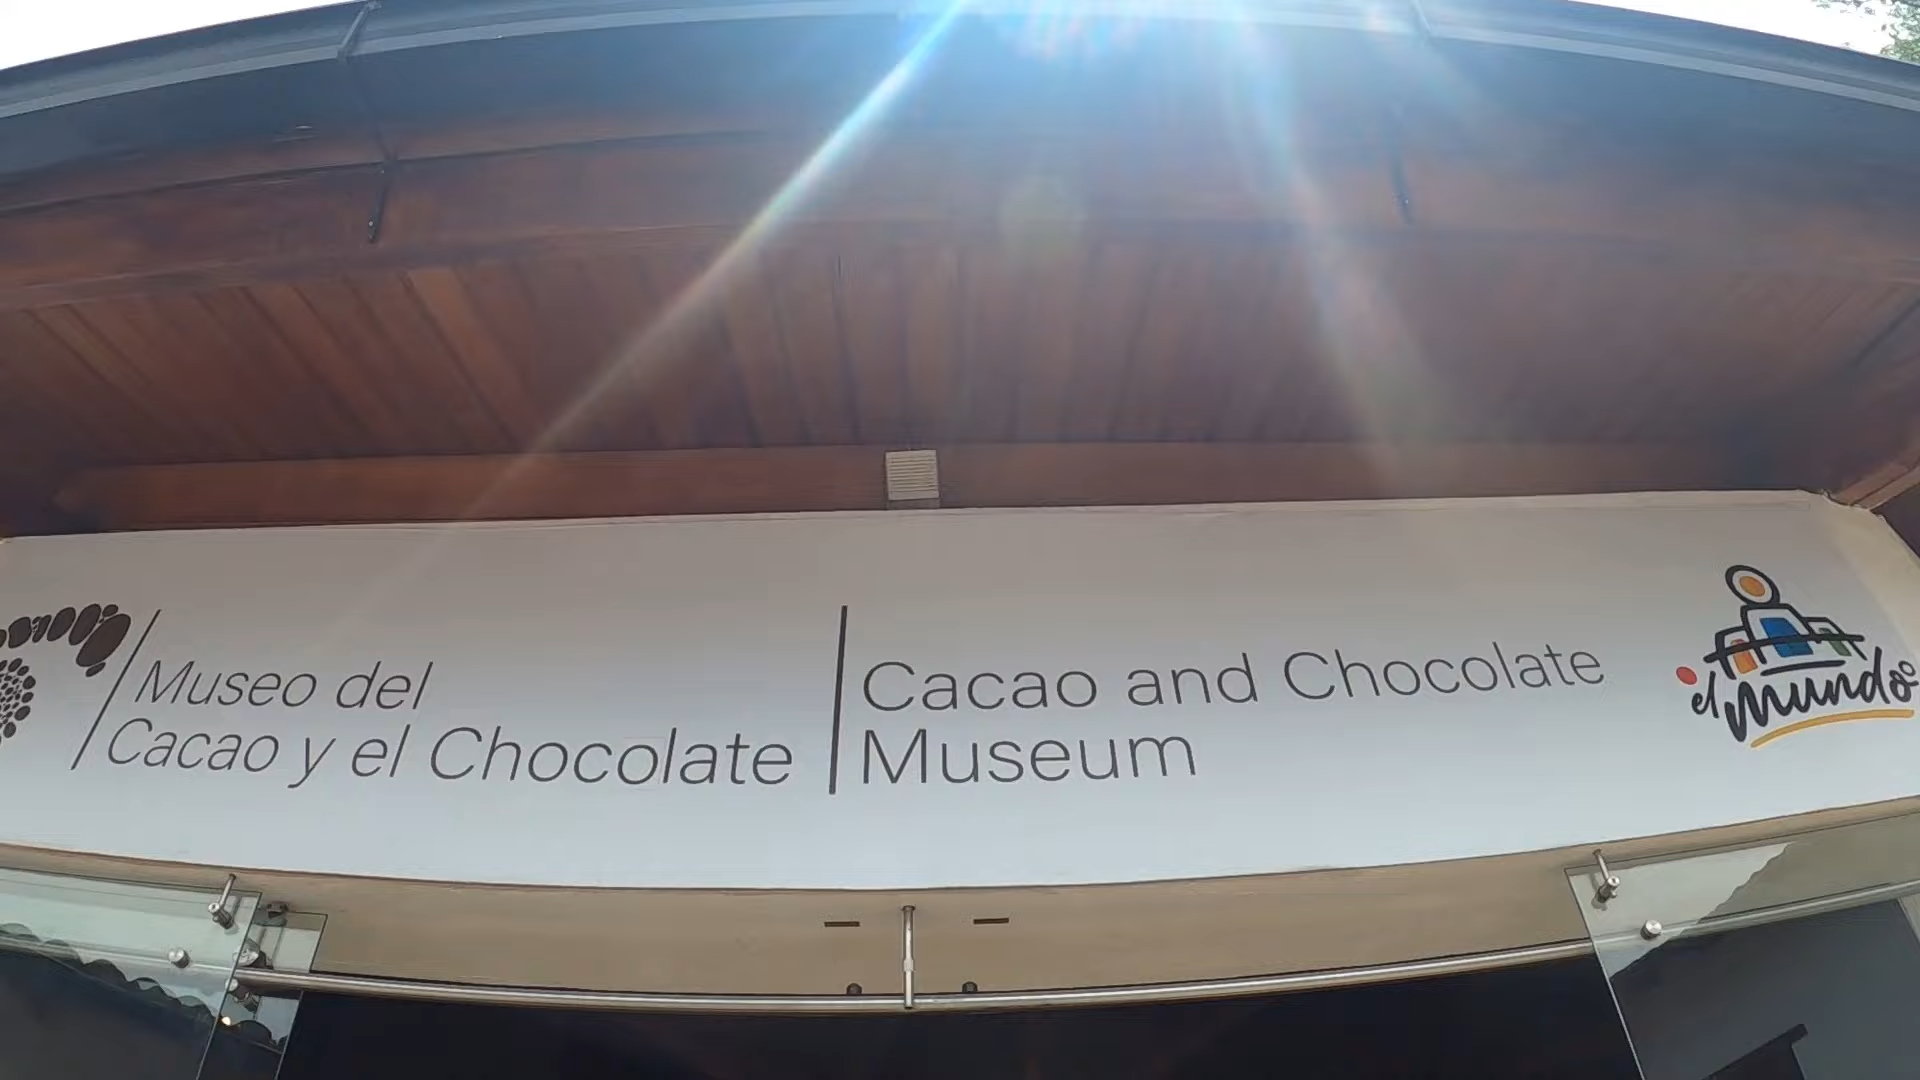 Museo del
Cacao y el Chocolate
Cacao and Chocolate
Museum
el Mundo